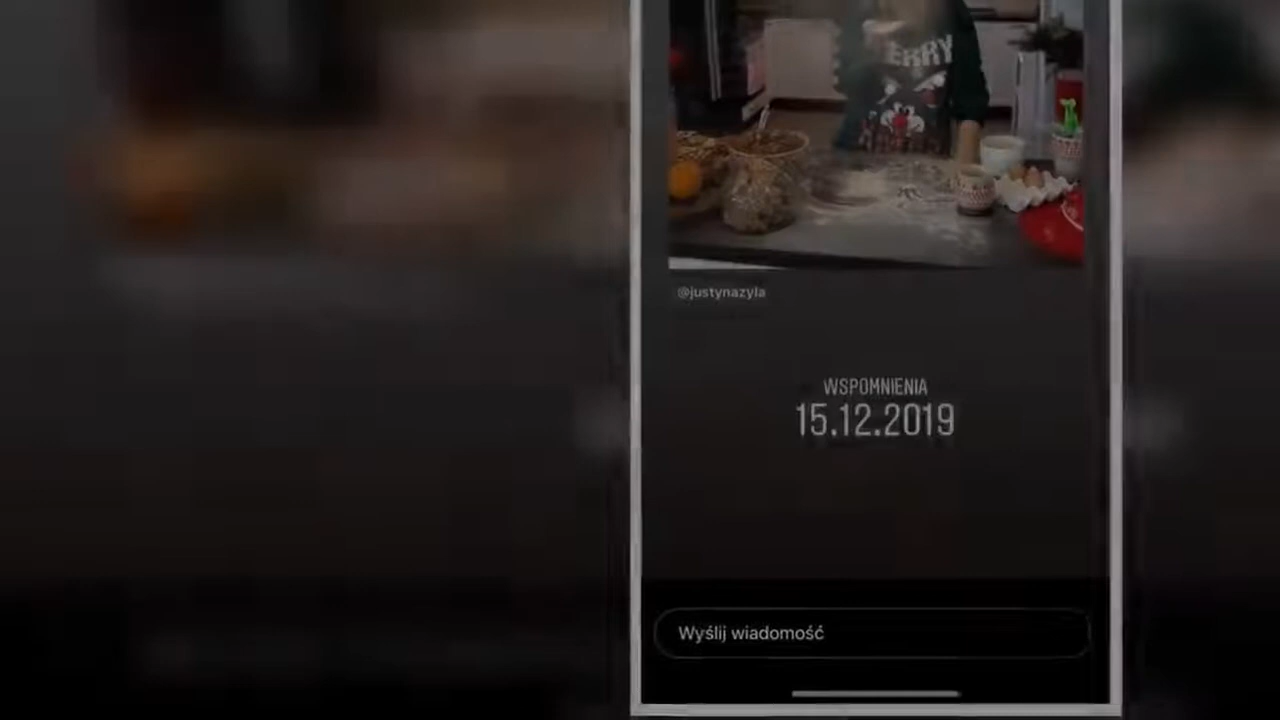 ERRY
@justynazyla
WSPOMNIENIA
15.12.2019
Wyślij wiadomość